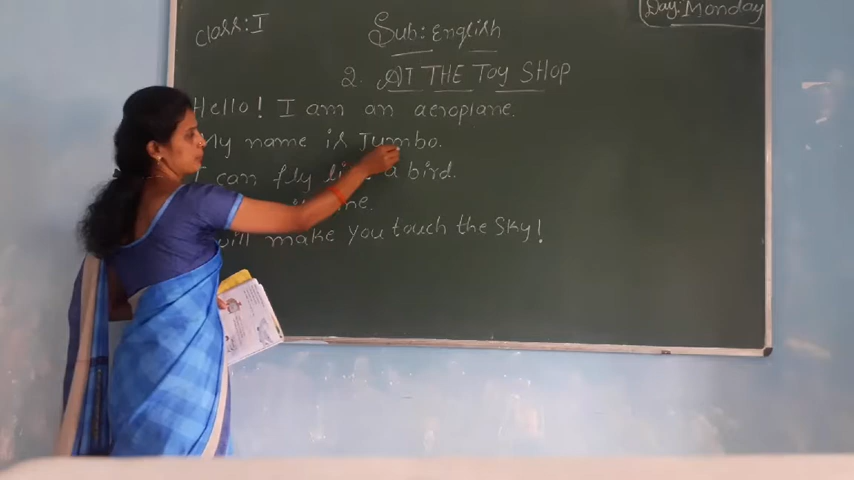 Class: I
Sub: English
Day: Monday
2. AT THE TOY SHOP
Hello! I am an aeroplane.
My name is Jumbo.
I can fly like a bird.
me.
will make you touch the Sky!